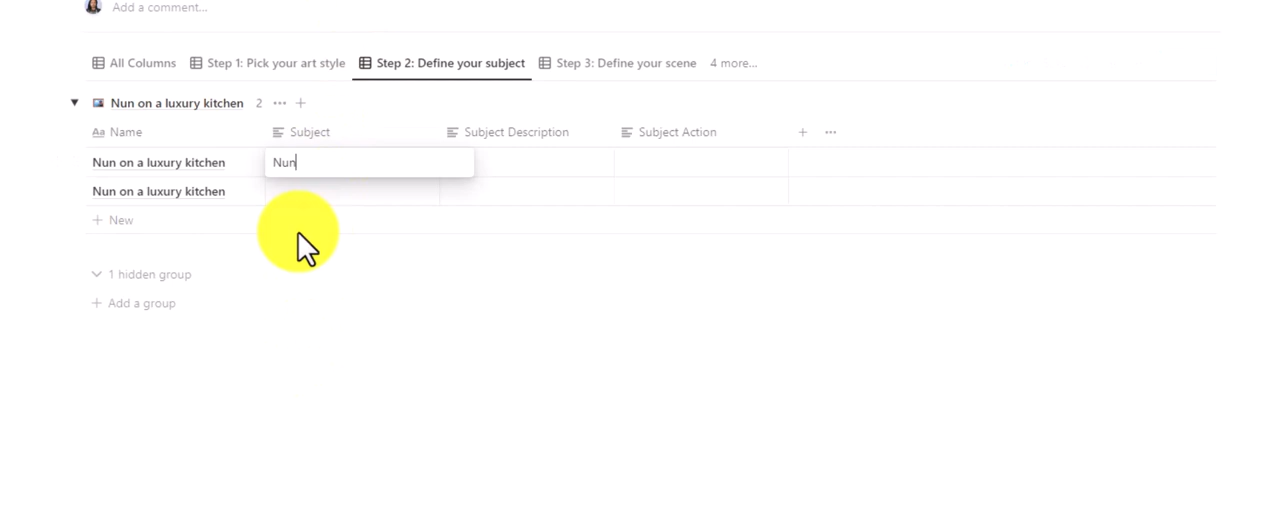 Add a comment...
All Columns Step 1: Pick your art style Step 2: Define your subject Step 3: Define your scene 4 more...
Nun on a luxury kitchen 2
Aa Name Subject Subject Description Subject Action
Nun on a luxury kitchen Nun
Nun on a luxury kitchen
New
1 hidden group
Add a group